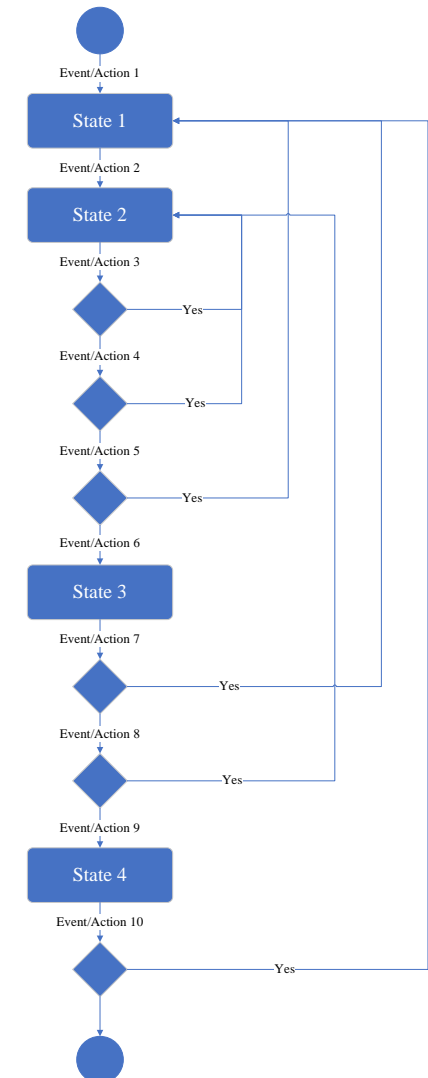 Event/Action 1
State 1
Event/Action 2
State 2
Event/Action 3
Yes
Event/Action 4
Yes
Event/Action 5
Yes
Event/Action 6
State 3
Event/Action 7
Yes
Event/Action 8
Yes
Event/Action 9
State 4
Event/Action 10
Yes